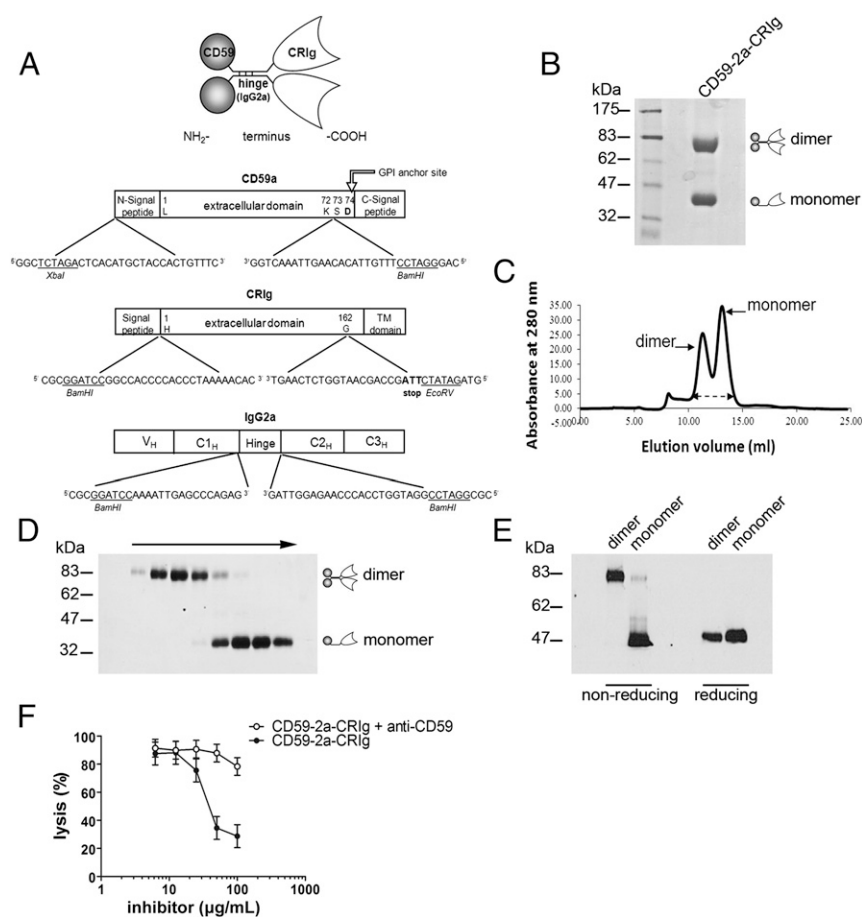 A
CD59
CRIg
hinge
(IgG2a)
NH2- terminus -COOH
GPI anchor site
CD59a
N-Signal peptide
1
L
extracellular domain
72 73 74
K S D
C-Signal peptide
5'GGCTCTAGACTCACATGCTACCACTGTTTC3' 3'GGTCAAATTGAACACATTGTTTCCTAGGGAC5'
XbaI BamHI
CRIg
Signal peptide
1
H
extracellular domain
162
G
TM domain
5'CGCGGATCCGGCCACCCCACCCTAAAAACAC3' 3'TGAACTCTGGTAACGACCGATTCTATAGATG5'
BamHI stop EcoRV
IgG2a
VH C1H Hinge C2H C3H
5'CGCGGATCCAAAATTGAGCCCAGAG3' 3'GATTGGAGAACCCACCTGGTAGGCCTAGGCGC5'
BamHI BamHI
B
kDa
CD59-2a-CRIg
175
83
62
47
32
dimer
monomer
C
Absorbance at 280 nm
35.00
30.00
25.00
20.00
15.00
10.00
5.00
0.00
-5.00
0.00 5.00 10.00 15.00 20.00 25.00
Elution volume (ml)
dimer
monomer
D
kDa
83
62
47
32
dimer
monomer
E
kDa
dimer monomer dimer monomer
83
62
47
non-reducing reducing
F
CD59-2a-CRIg + anti-CD59
CD59-2a-CRIg
lysis (%)
100
80
60
40
20
0
1 10 100 1000
inhibitor (µg/mL)